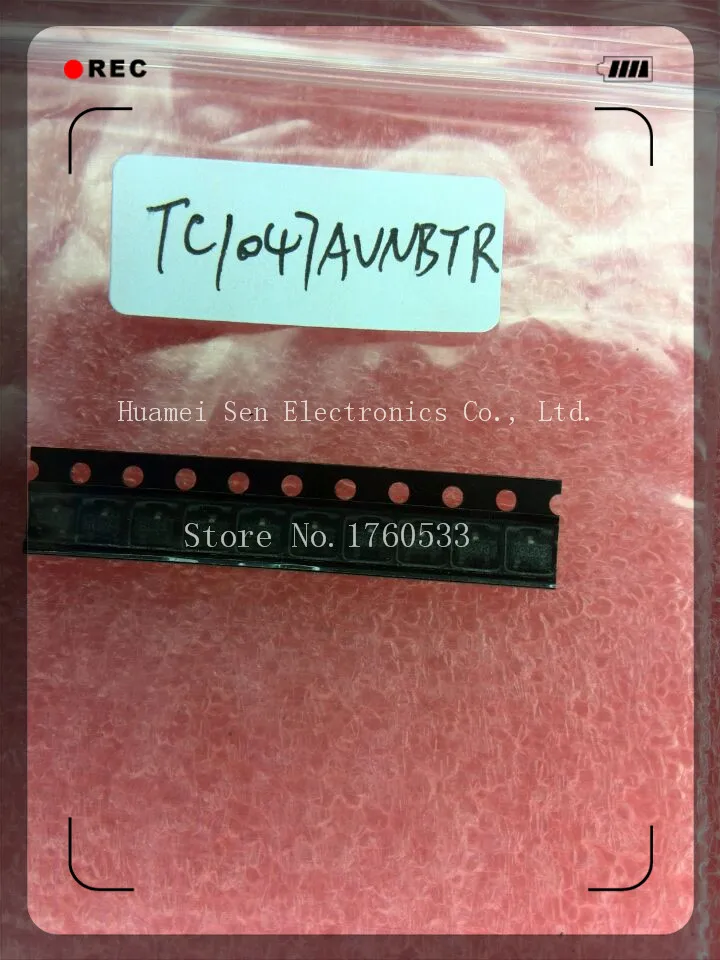 REC
TC1047AVNBTR
Huamei Sen Electronics Co., Ltd.
Store No.1760533